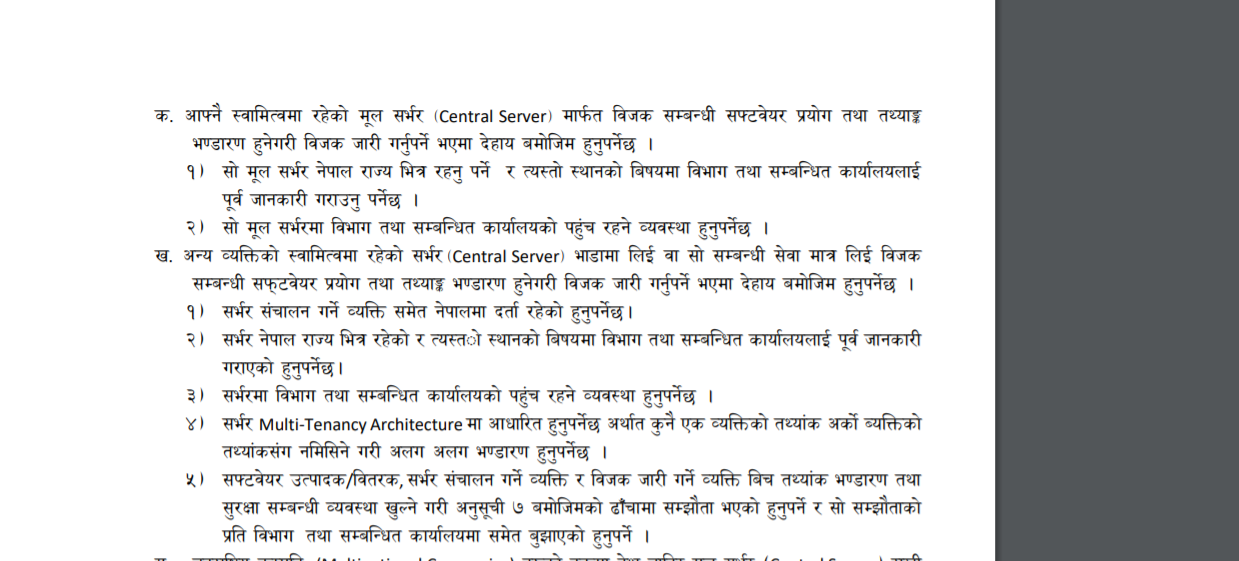 क. आफ्नै स्वामित्वमा रहेको मूल सर्भर (Central Server) मार्फत विजक सम्बन्धी सफ्टवेयर प्रयोग तथा तथ्याङ्क
भण्डारण हुनेगरी विजक जारी गर्नुपर्ने भएमा देहाय बमोजिम हुनुपर्नेछ ।
१) सो मूल सर्भर नेपाल राज्य भित्र रहनु पर्ने र त्यस्तो स्थानको बिषयमा विभाग तथा सम्बन्धित कार्यालयलाई
पूर्व जानकारी गराउनु पर्नेछ ।
२) सो मूल सर्भरमा विभाग तथा सम्बन्धित कार्यालयको पहुंच रहने व्यवस्था हुनुपर्नेछ ।
ख. अन्य व्यक्तिको स्वामित्वमा रहेको सर्भर (Central Server) भाडामा लिई वा सो सम्बन्धी सेवा मात्र लिई विजक
सम्बन्धी सफ्टवेयर प्रयोग तथा तथ्याङ्क भण्डारण हुनेगरी विजक जारी गर्नुपर्ने भएमा देहाय बमोजिम हुनुपर्नेछ ।
१) सर्भर संचालन गर्ने व्यक्ति समेत नेपालमा दर्ता रहेको हुनुपर्नेछ।
२) सर्भर नेपाल राज्य भित्र रहेको र त्यस्तो स्थानको बिषयमा विभाग तथा सम्बन्धित कार्यालयलाई पूर्व जानकारी
गराएको हुनुपर्नेछ।
३) सर्भरमा विभाग तथा सम्बन्धित कार्यालयको पहुंच रहने व्यवस्था हुनुपर्नेछ ।
४) सर्भर Multi-Tenancy Architecture मा आधारित हुनुपर्नेछ अर्थात कुनै एक व्यक्तिको तथ्यांक अर्को ब्यक्तिको
तथ्यांकसंग नमिसिने गरी अलग अलग भण्डारण हुनुपर्नेछ ।
५) सफ्टवेयर उत्पादक/वितरक, सर्भर संचालन गर्ने व्यक्ति र विजक जारी गर्ने व्यक्ति बिच तथ्यांक भण्डारण तथा
सुरक्षा सम्बन्धी व्यवस्था खुल्ने गरी अनुसूची ७ बमोजिमको ढाँचामा सम्झौता भएको हुनुपर्ने र सो सम्झौताको
प्रति विभाग तथा सम्बन्धित कार्यालयमा समेत बुझाएको हुनुपर्ने ।